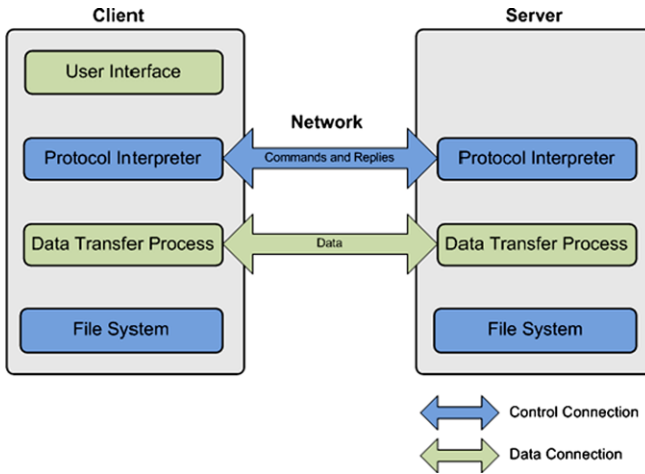 Client
Server
User Interface
Network
Protocol Interpreter
Commands and Replies
Protocol Interpreter
Data Transfer Process
Data
Data Transfer Process
File System
File System
Control Connection
Data Connection